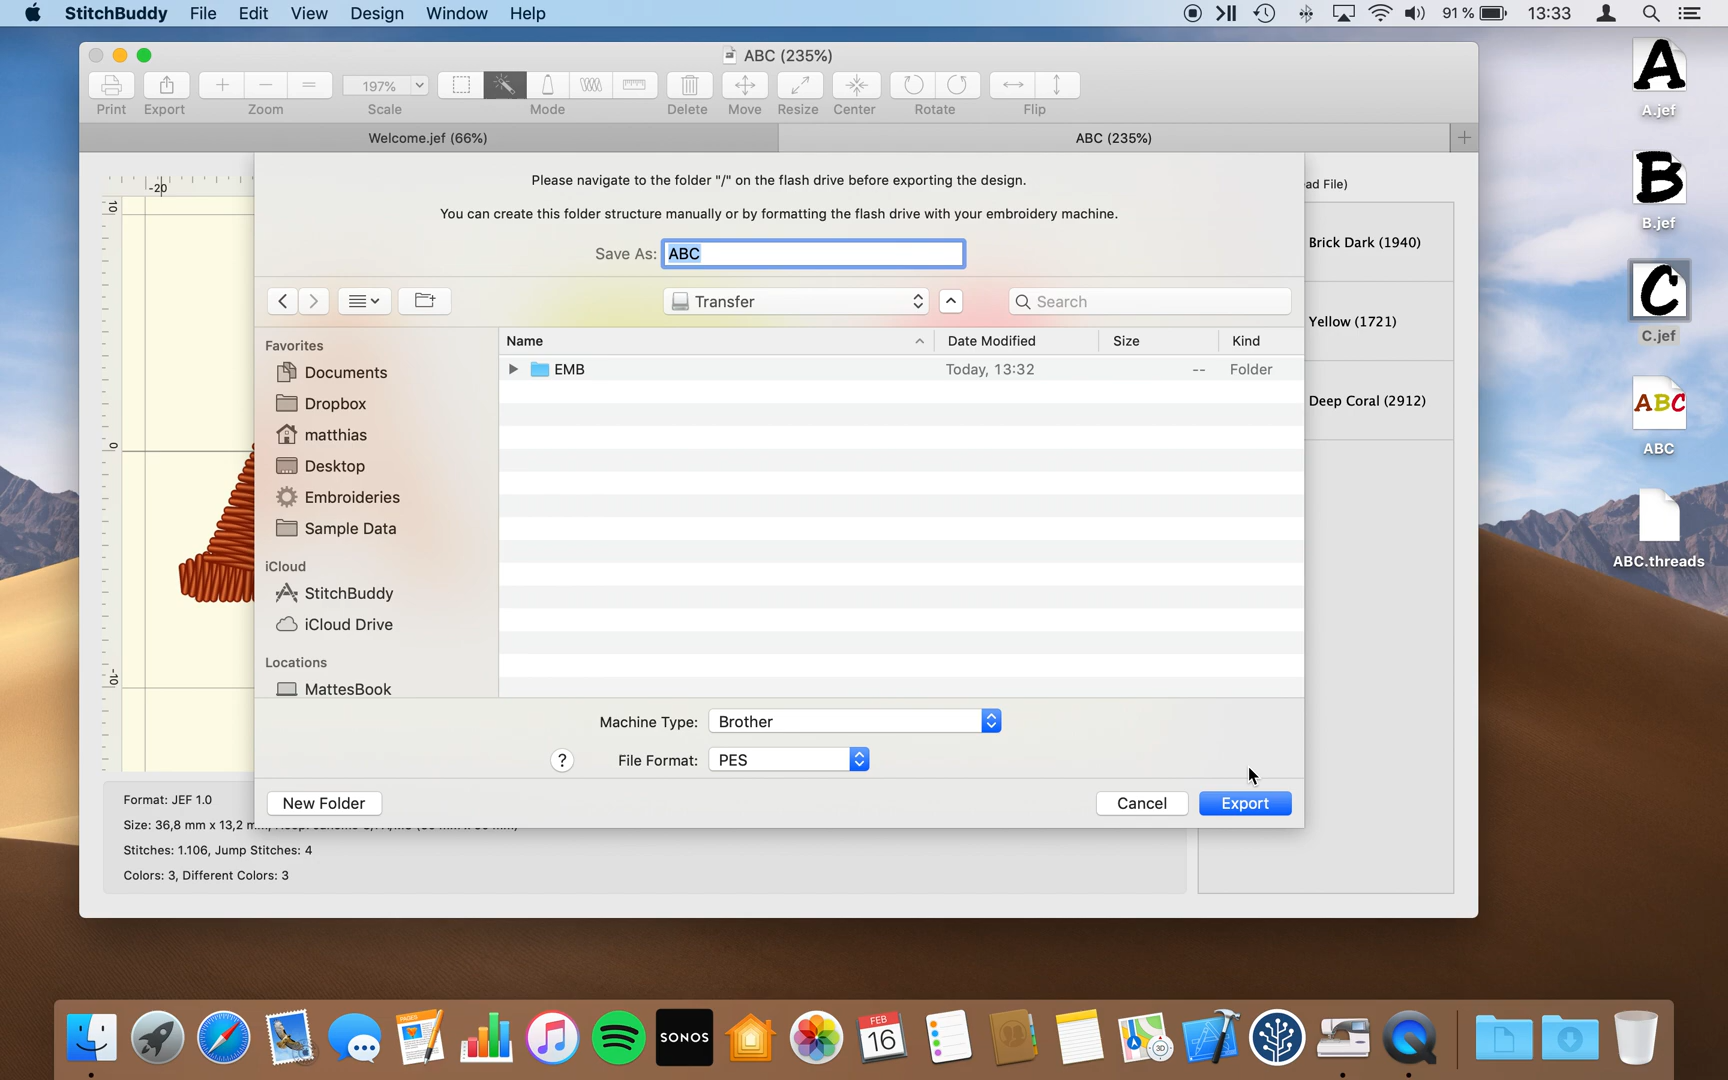 StitchBuddy File Edit View Design Window Help 91 % 13:33
ABC (235%)
197%
Print Export Zoom Scale Mode Delete Move Resize Center Rotate Flip
Welcome.jef (66%) ABC (235%)
Please navigate to the folder "/" on the flash drive before exporting the design.
You can create this folder structure manually or by formatting the flash drive with your embroidery machine.
Save As: ABC
Transfer Search
Favorites
Documents
Dropbox
matthias
Desktop
Embroideries
Sample Data
iCloud
StitchBuddy
iCloud Drive
Locations
MattesBook
Name Date Modified Size Kind
EMB Today, 13:32 -- Folder
Machine Type: Brother
? File Format: PES
New Folder Cancel Export
-20
10
0
-10
ad File)
Brick Dark (1940)
Yellow (1721)
Deep Coral (2912)
Format: JEF 1.0
Size: 36,8 mm x 13,2 m
Stitches: 1.106, Jump Stitches: 4
Colors: 3, Different Colors: 3
A
A.jef
B
B.jef
C
C.jef
ABC
ABC
ABC.threads
PAGES
SONOS
FEB
16
3D